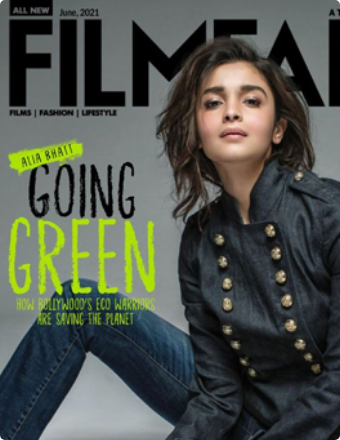 ALL NEW
June, 2021
FILMFA
FILMS | FASHION | LIFESTYLE
ALIA BHATT
GOING
GREEN
HOW BOLLYWOOD'S ECO WARRIORS
ARE SAVING THE PLANET